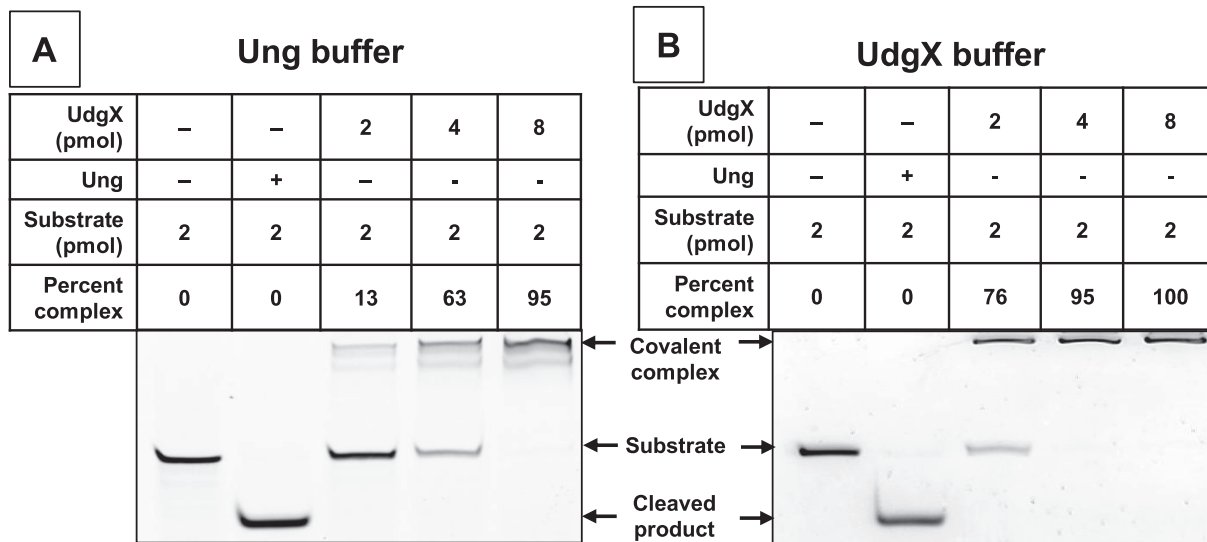 A
Ung buffer
UdgX (pmol) – – 2 4 8
Ung – + – - -
Substrate (pmol) 2 2 2 2 2
Percent complex 0 0 13 63 95
B
UdgX buffer
UdgX (pmol) – – 2 4 8
Ung – + - - -
Substrate (pmol) 2 2 2 2 2
Percent complex 0 0 76 95 100
Covalent
complex
Substrate
Cleaved
product